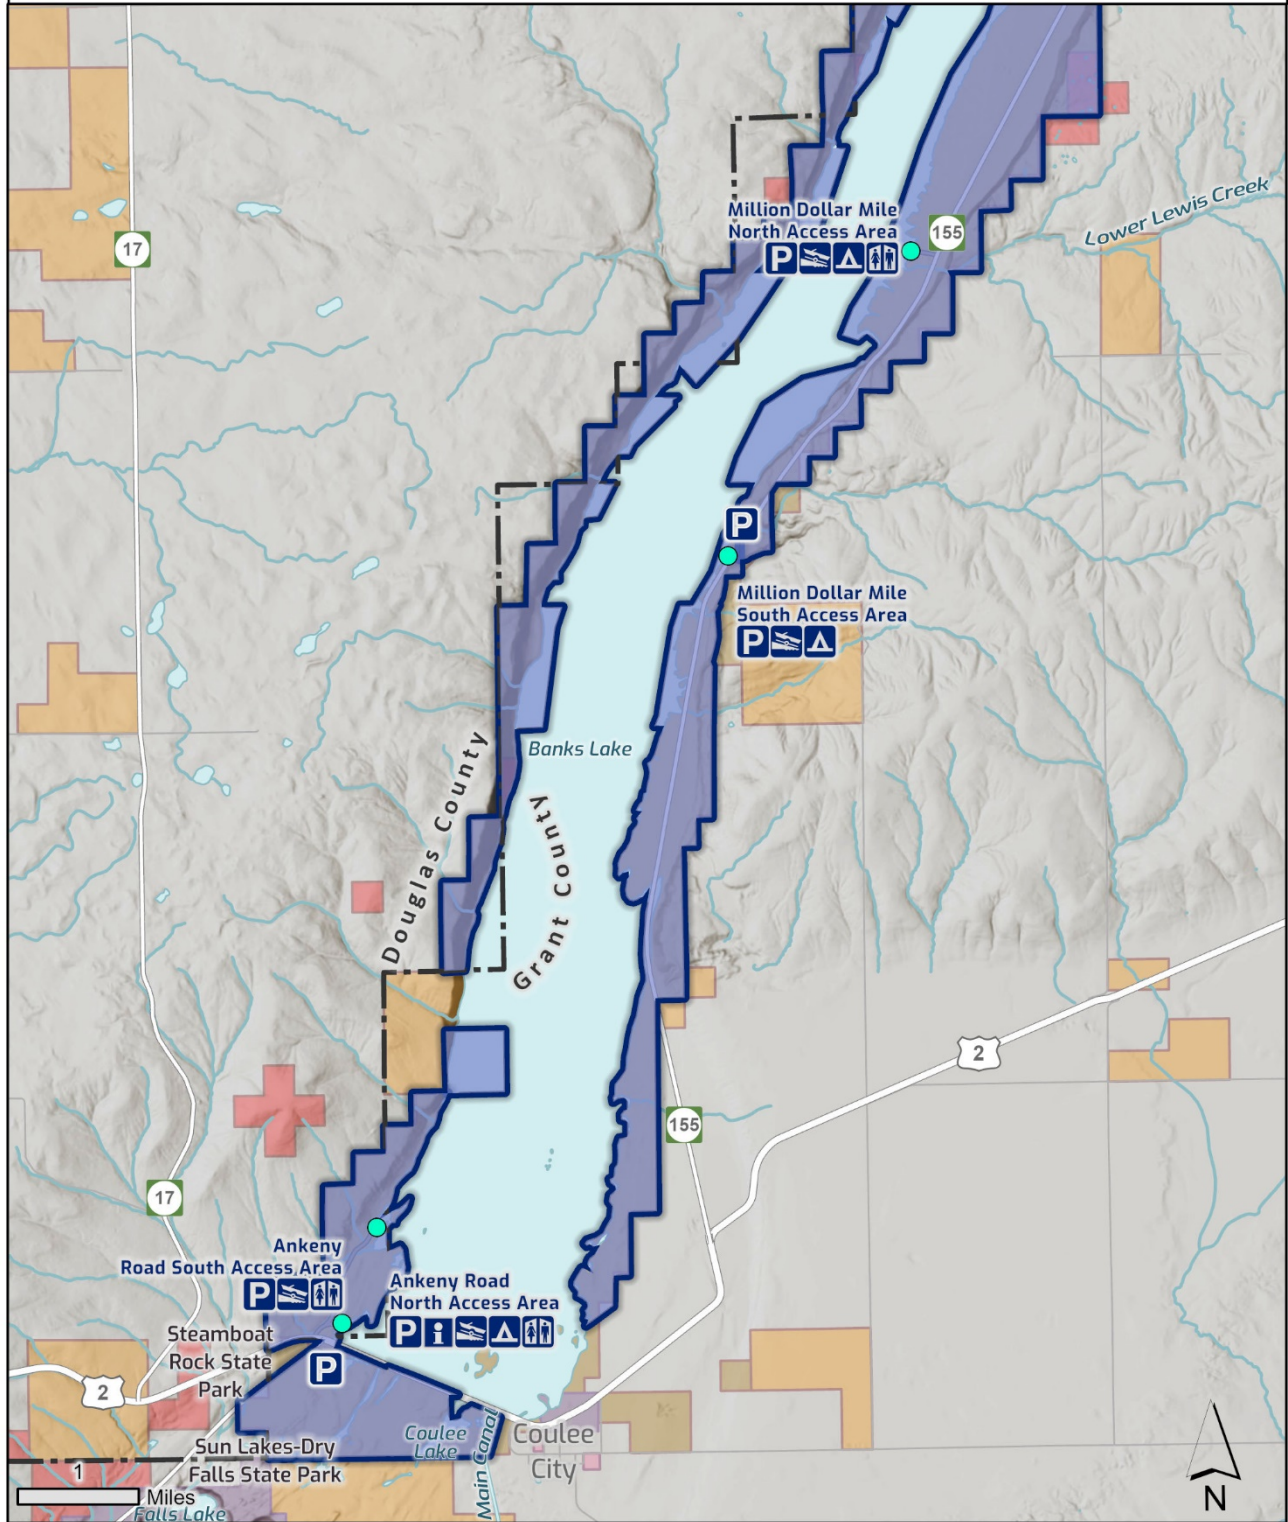 17
Million Dollar Mile
North Access Area
P
155
Lower Lewis Creek
P
Million Dollar Mile
South Access Area
P
Banks Lake
Douglas County
Grant County
2
155
17
Ankeny
Road South Access Area
P
Ankeny Road
North Access Area
P i
Steamboat
Rock State
Park
P
2
Sun Lakes-Dry
Falls State Park
Coulee
Lake
Main Canal
Coulee
City
1
Miles
Falls Lake
N